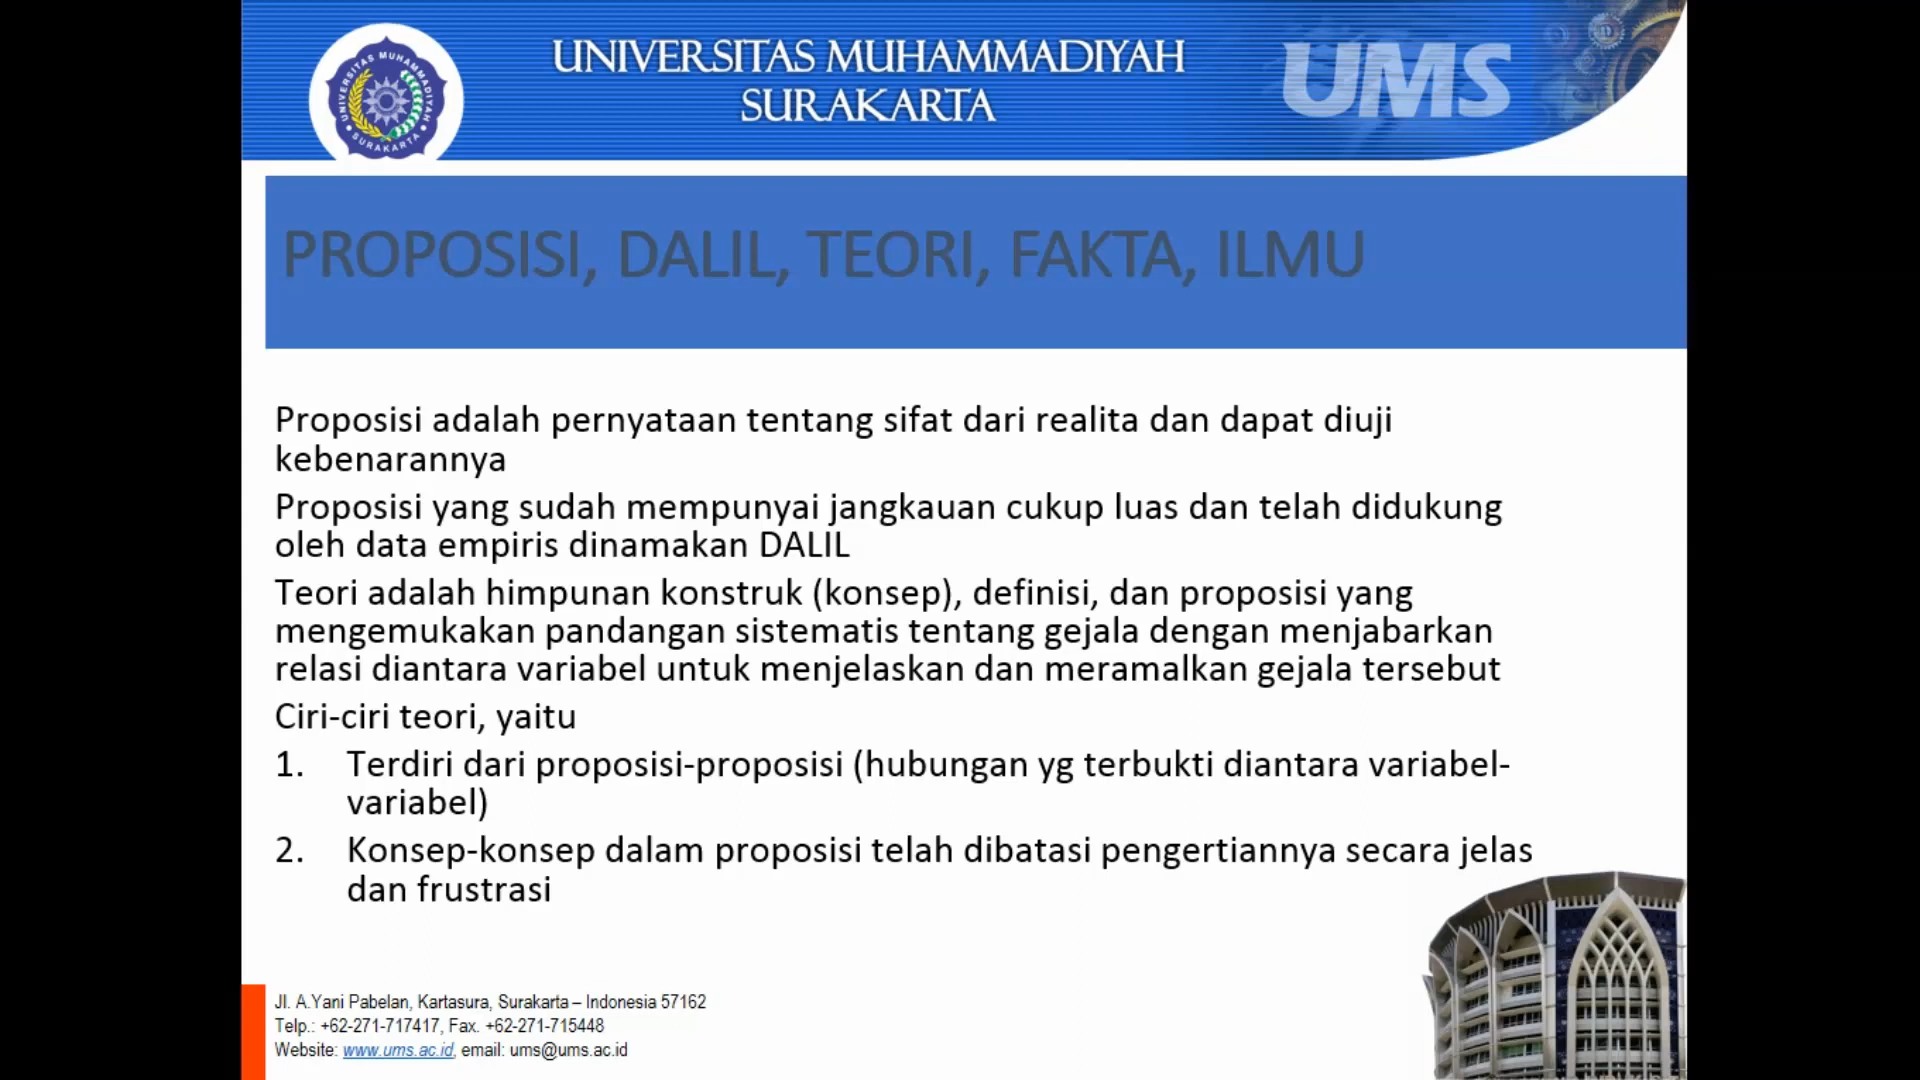 UNIVERSITAS MUHAMMADIYAH
SURAKARTA
UMS
UNIVERSITAS MUHAMMADIYAH
SURAKARTA
PROPOSISI, DALIL, TEORI, FAKTA, ILMU
Proposisi adalah pernyataan tentang sifat dari realita dan dapat diuji
kebenarannya
Proposisi yang sudah mempunyai jangkauan cukup luas dan telah didukung
oleh data empiris dinamakan DALIL
Teori adalah himpunan konstruk (konsep), definisi, dan proposisi yang
mengemukakan pandangan sistematis tentang gejala dengan menjabarkan
relasi diantara variabel untuk menjelaskan dan meramalkan gejala tersebut
Ciri-ciri teori, yaitu
1. Terdiri dari proposisi-proposisi (hubungan yg terbukti diantara variabel-
variabel)
2. Konsep-konsep dalam proposisi telah dibatasi pengertiannya secara jelas
dan frustrasi
Jl. A.Yani Pabelan, Kartasura, Surakarta – Indonesia 57162
Telp.: +62-271-717417, Fax. +62-271-715448
Website: www.ums.ac.id, email: ums@ums.ac.id